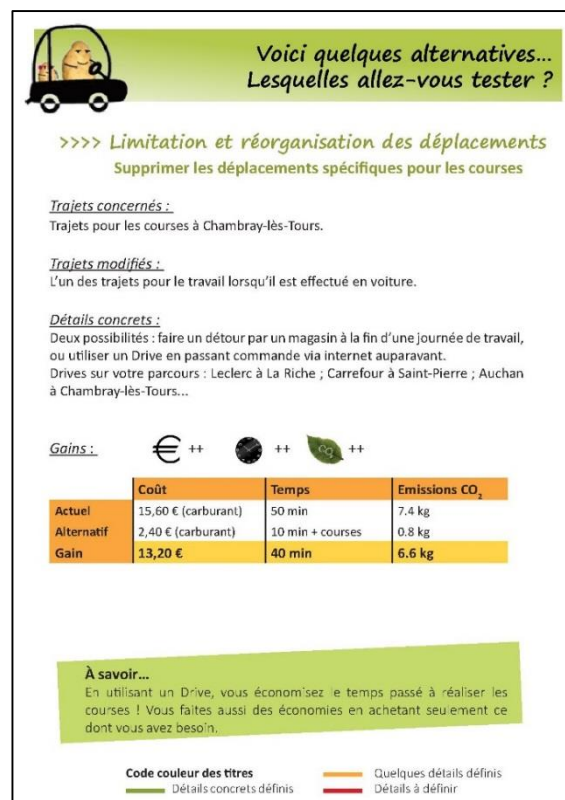 Voici quelques alternatives...
Lesquelles allez-vous tester ?
>>>> Limitation et réorganisation des déplacements
Supprimer les déplacements spécifiques pour les courses
Trajets concernés :
Trajets pour les courses à Chambray-lès-Tours.
Trajets modifiés :
L'un des trajets pour le travail lorsqu'il est effectué en voiture.
Détails concrets :
Deux possibilités : faire un détour par un magasin à la fin d'une journée de travail,
ou utiliser un Drive en passant commande via internet auparavant.
Drives sur votre parcours : Leclerc à La Riche ; Carrefour à Saint-Pierre ; Auchan
à Chambray-lès-Tours...
Gains : € ++ ++ CO2 ++
Coût Temps Emissions CO2
Actuel 15,60 € (carburant) 50 min 7.4 kg
Alternatif 2,40 € (carburant) 10 min + courses 0.8 kg
Gain 13,20 € 40 min 6.6 kg
À savoir...
En utilisant un Drive, vous économisez le temps passé à réaliser les
courses ! Vous faites aussi des économies en achetant seulement ce
dont vous avez besoin.
Code couleur des titres Quelques détails définis
Détails concrets définis Détails à définir